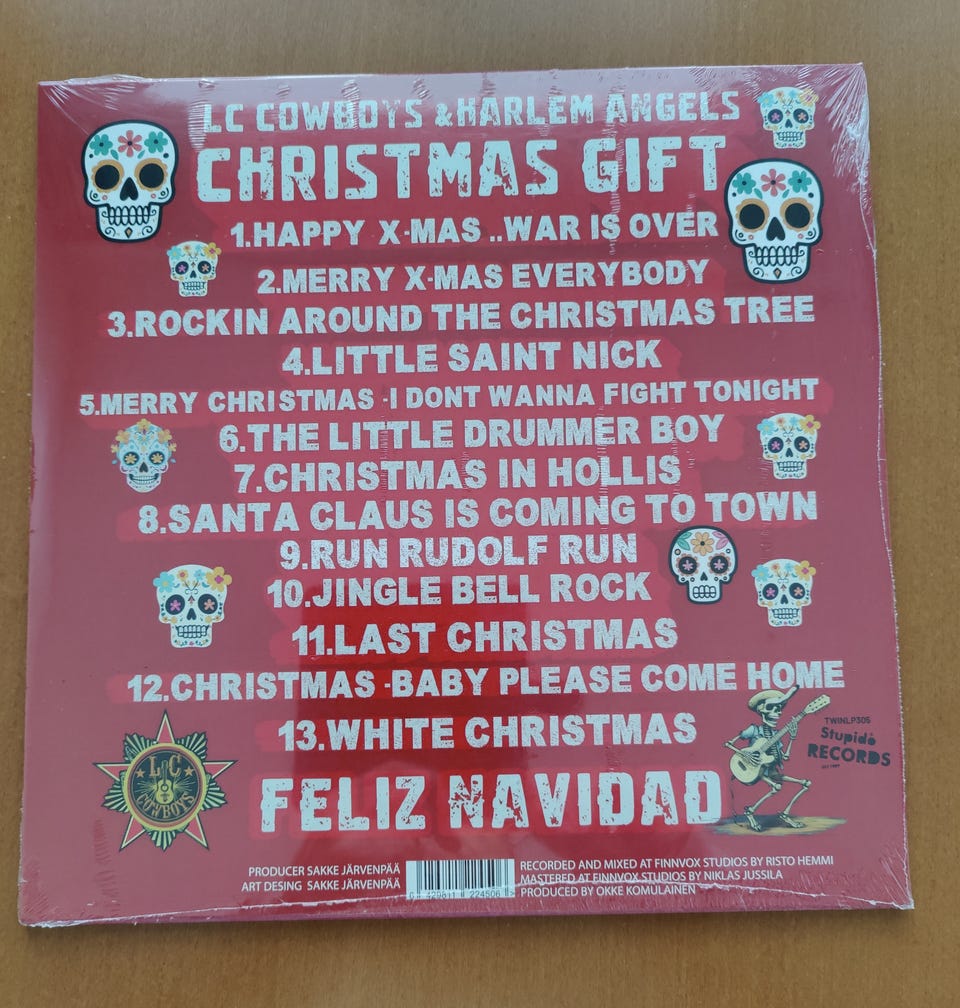 LC COWBOYS &HARLEM ANGELS
CHRISTMAS GIFT
1.HAPPY X-MAS ..WAR IS OVER
2.MERRY X-MAS EVERYBODY
3.ROCKIN AROUND THE CHRISTMAS TREE
4.LITTLE SAINT NICK
5.MERRY CHRISTMAS -I DONT WANNA FIGHT TONIGHT
6.THE LITTLE DRUMMER BOY
7.CHRISTMAS IN HOLLIS
8.SANTA CLAUS IS COMING TO TOWN
9.RUN RUDOLF RUN
10.JINGLE BELL ROCK
11.LAST CHRISTMAS
12.CHRISTMAS -BABY PLEASE COME HOME
13.WHITE CHRISTMAS
TWINLP305
Stupido
RECORDS
LC
COWBOYS
FELIZ NAVIDAD
PRODUCER SAKKE JÄRVENPÄÄ
ART DESING SAKKE JÄRVENPÄÄ
RECORDED AND MIXED AT FINNVOX STUDIOS BY RISTO HEMMI
MASTERED AT FINNVOX STUDIOS BY NIKLAS JUSSILA
PRODUCED BY OKKE KOMULAINEN